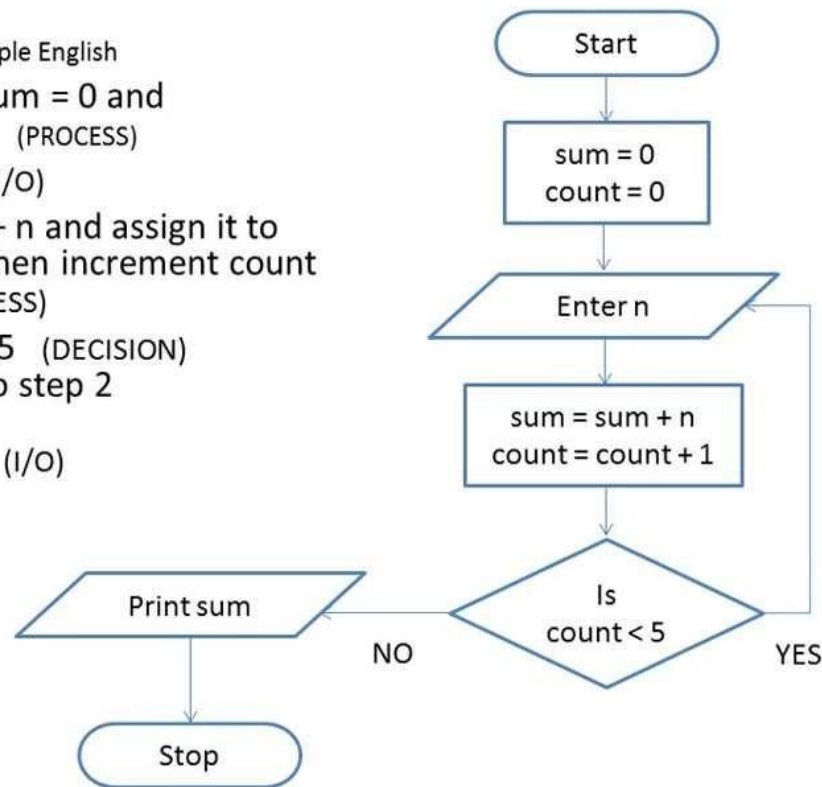 ple English
um = 0 and
(PROCESS)
/O)
n and assign it to
hen increment count
ESS)
5 (DECISION)
o step 2
(I/O)
Start
sum = 0
count = 0
Enter n
sum = sum + n
count = count + 1
Is
count < 5
YES
NO
Print sum
Stop